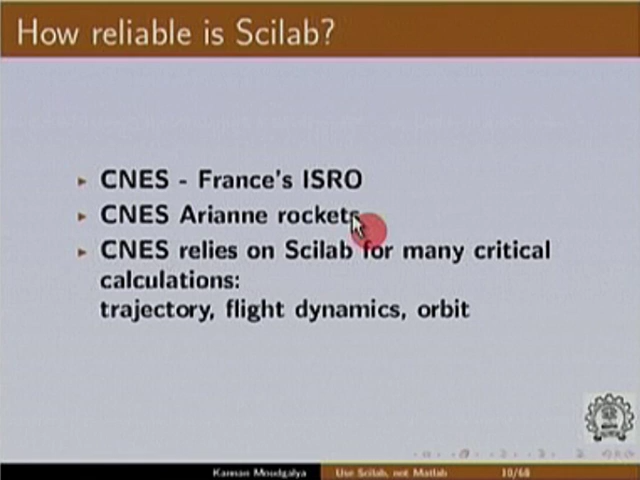 How reliable is Scilab?
CNES - France's ISRO
CNES Arianne rockets
CNES relies on Scilab for many critical
calculations:
trajectory, flight dynamics, orbit
Kannan Moudgalya
Use Scilab, not Matlab
10/68